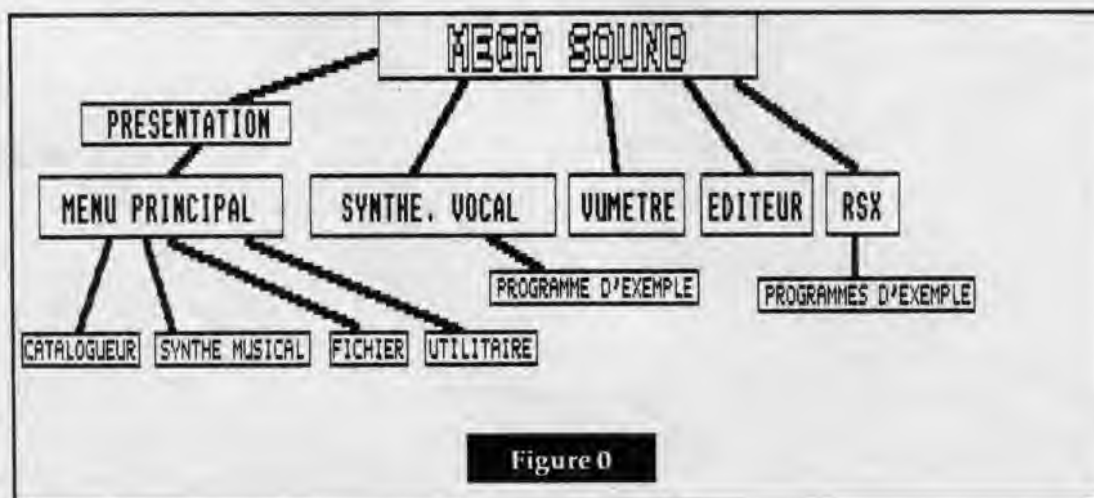 MEGA SOUND
PRESENTATION
MENU PRINCIPAL
SYNTHE. VOCAL
VUMETRE
EDITEUR
RSX
PROGRAMME D'EXEMPLE
PROGRAMMES D'EXEMPLE
CATALOGUEUR
SYNTHE MUSICAL
FICHIER
UTILITAIRE
Figure 0